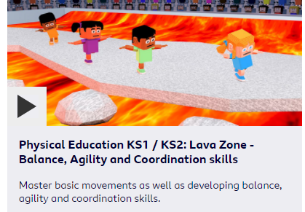 Physical Education KS1 / KS2: Lava Zone -
Balance, Agility and Coordination skills
Master basic movements as well as developing balance,
agility and coordination skills.